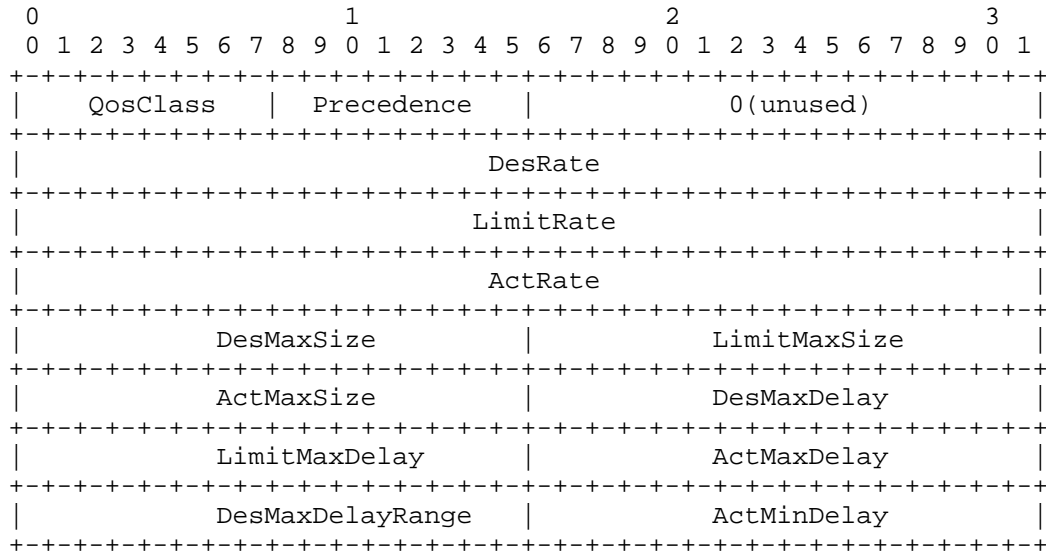 0                   1                   2                   3
 0 1 2 3 4 5 6 7 8 9 0 1 2 3 4 5 6 7 8 9 0 1 2 3 4 5 6 7 8 9 0 1
+-+-+-+-+-+-+-+-+-+-+-+-+-+-+-+-+-+-+-+-+-+-+-+-+-+-+-+-+-+-+-+-+
|    QosClass   |  Precedence   |            0(unused)          |
+-+-+-+-+-+-+-+-+-+-+-+-+-+-+-+-+-+-+-+-+-+-+-+-+-+-+-+-+-+-+-+-+
|                             DesRate                           |
+-+-+-+-+-+-+-+-+-+-+-+-+-+-+-+-+-+-+-+-+-+-+-+-+-+-+-+-+-+-+-+-+
|                            LimitRate                          |
+-+-+-+-+-+-+-+-+-+-+-+-+-+-+-+-+-+-+-+-+-+-+-+-+-+-+-+-+-+-+-+-+
|                             ActRate                           |
+-+-+-+-+-+-+-+-+-+-+-+-+-+-+-+-+-+-+-+-+-+-+-+-+-+-+-+-+-+-+-+-+
|            DesMaxSize         |           LimitMaxSize        |
+-+-+-+-+-+-+-+-+-+-+-+-+-+-+-+-+-+-+-+-+-+-+-+-+-+-+-+-+-+-+-+-+
|            ActMaxSize         |           DesMaxDelay         |
+-+-+-+-+-+-+-+-+-+-+-+-+-+-+-+-+-+-+-+-+-+-+-+-+-+-+-+-+-+-+-+-+
|            LimitMaxDelay      |           ActMaxDelay         |
+-+-+-+-+-+-+-+-+-+-+-+-+-+-+-+-+-+-+-+-+-+-+-+-+-+-+-+-+-+-+-+-+
|            DesMaxDelayRange   |           ActMinDelay         |
+-+-+-+-+-+-+-+-+-+-+-+-+-+-+-+-+-+-+-+-+-+-+-+-+-+-+-+-+-+-+-+-+